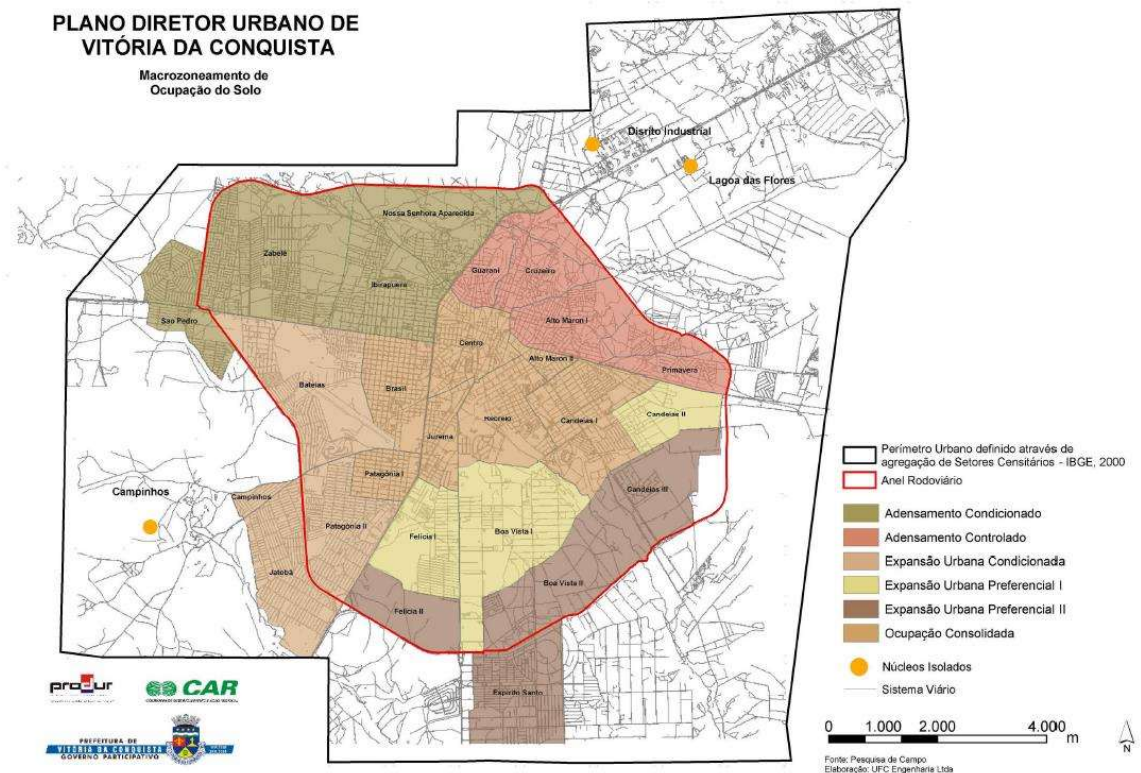 PLANO DIRETOR URBANO DE
VITÓRIA DA CONQUISTA
Macrozoneamento de
Ocupação do Solo
Disrito Industrial
Lagoa das Flores
Nossa Senhora Aparecida
Zabelê
Guarani
Cruzeiro
Ibirapuera
Sao Pedro
Alto Maron I
Centro
Alto Maron II
Primavera
Bateias
Brasil
Recreio
Candeias I
Candeias II
Jurema
Patagônia I
Campinhos
Candeias III
Campinhos
Patagônia II
Felícia I
Boa Vista I
Jatobá
Boa Vista II
Felícia II
Espírito Santo
Perímetro Urbano definido através de
agregação de Setores Censitários - IBGE, 2000
Anel Rodoviário
Adensamento Condicionado
Adensamento Controlado
Expansão Urbana Condicionada
Expansão Urbana Preferencial I
Expansão Urbana Preferencial II
Ocupação Consolidada
Núcleos Isolados
Sistema Viário
0 1.000 2.000 4.000 m
N
Fonte: Pesquisa de Campo
Elaboração: UFC Engenharia Ltda
produr
CAR
PREFEITURA DE
VITÓRIA DA CONQUISTA
GOVERNO PARTICIPATIVO